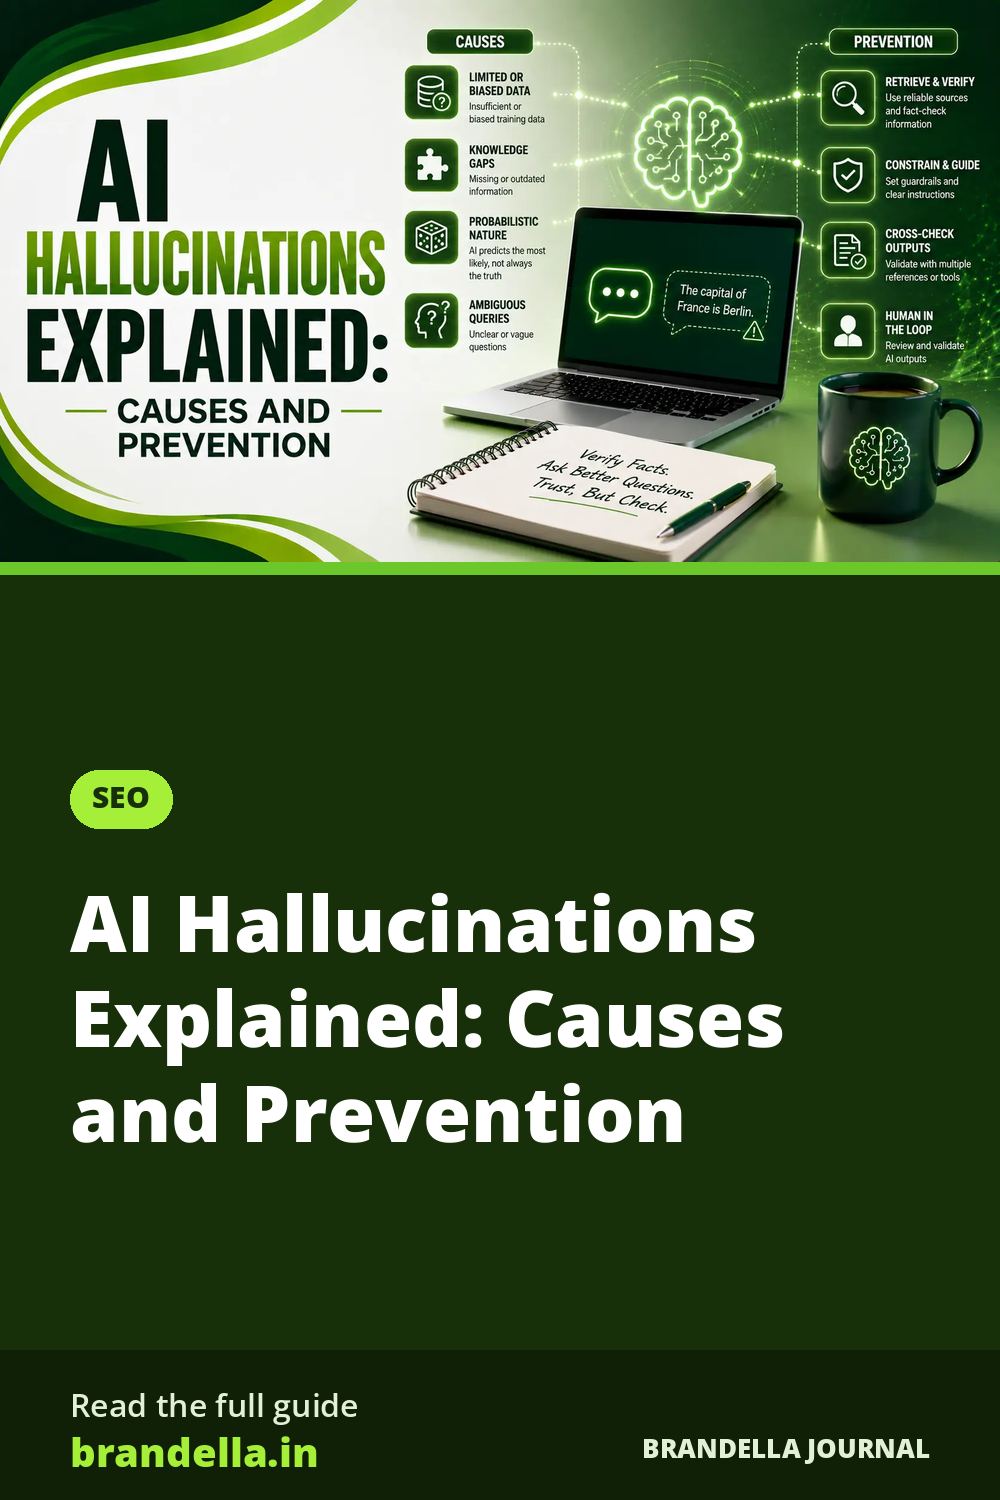 AI
HALLUCINATIONS
EXPLAINED:
CAUSES AND
PREVENTION
CAUSES
LIMITED OR
BIASED DATA
Insufficient or
biased training data
KNOWLEDGE
GAPS
Missing or outdated
information
PROBABILISTIC
NATURE
AI predicts the most
likely, not always
the truth
AMBIGUOUS
QUERIES
Unclear or vague
questions
The capital of
France is Berlin.
Verify Facts.
Ask Better Questions.
Trust, But Check.
PREVENTION
RETRIEVE & VERIFY
Use reliable sources
and fact-check
information
CONSTRAIN & GUIDE
Set guardrails and
clear instructions
CROSS-CHECK
OUTPUTS
Validate with multiple
references or tools
HUMAN IN
THE LOOP
Review and validate
AI outputs
SEO
AI Hallucinations
Explained: Causes
and Prevention
Read the full guide
brandella.in
BRANDELLA JOURNAL